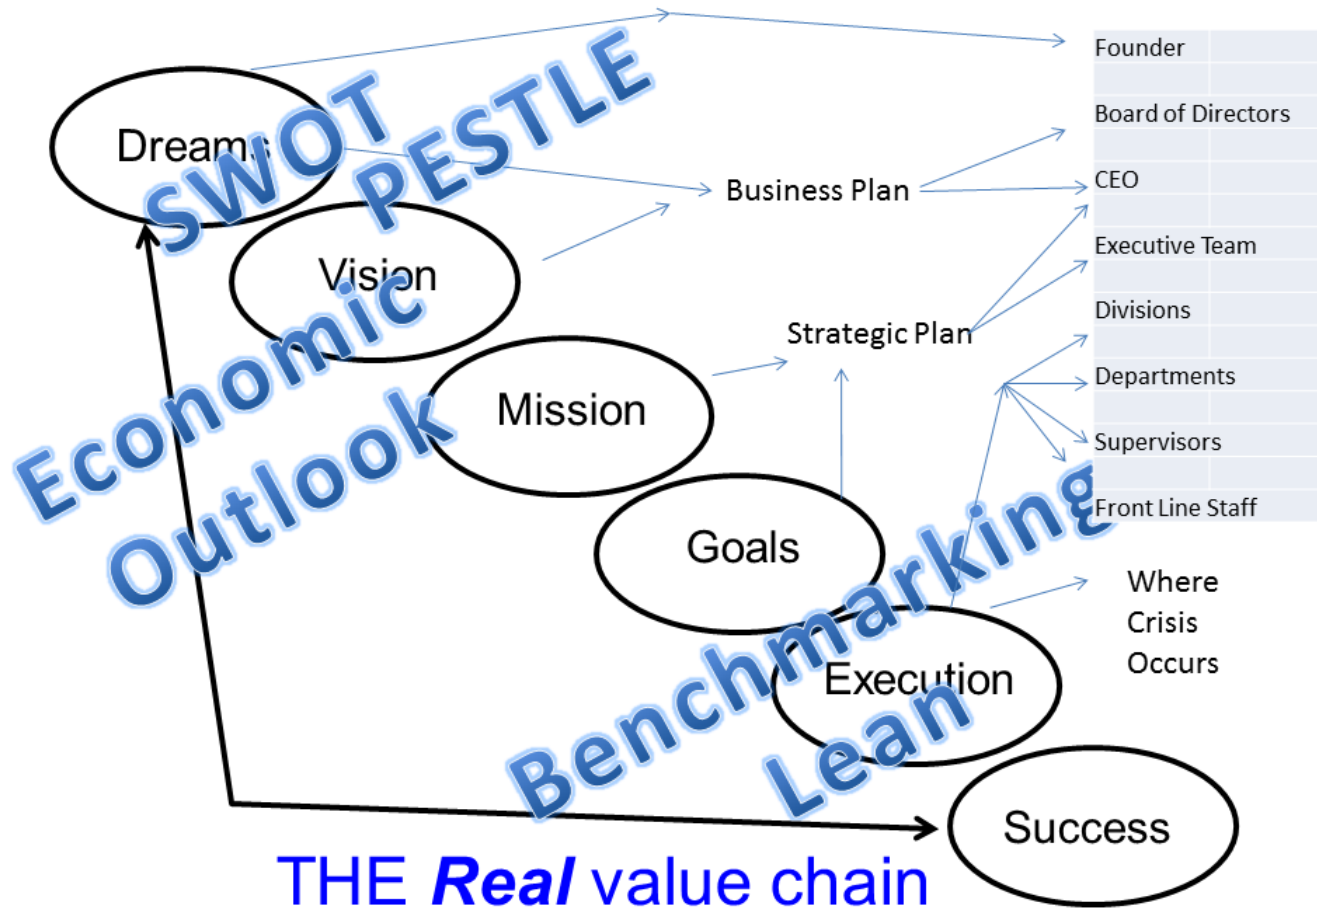 Dreams
SWOT
PESTLE
Founder
Board of Directors
Business Plan
CEO
Vision
Executive Team
Economic
Divisions
Strategic Plan
Departments
Outlook
Mission
Supervisors
Benchmarking
Front Line Staff
Goals
Where
Crisis
Occurs
Execution
Lean
Success
THE Real value chain